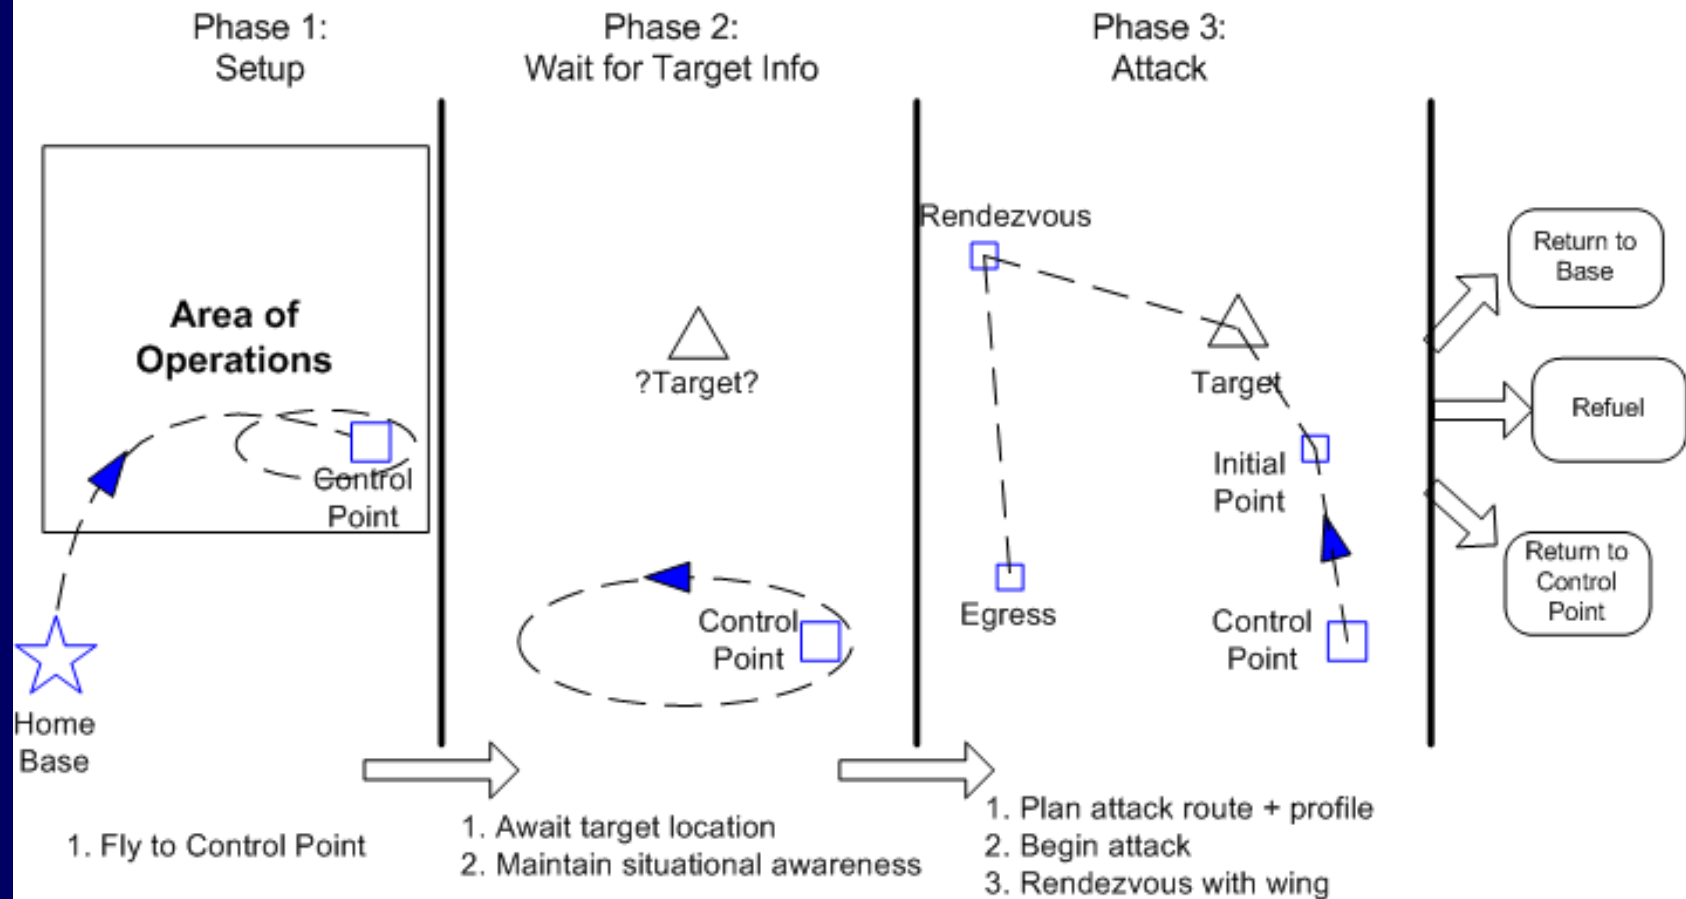 Phase 1:
Setup
Phase 2:
Wait for Target Info
Phase 3:
Attack
Area of
Operations
Control
Point
Home
Base
1. Fly to Control Point
?Target?
Control
Point
1. Await target location
2. Maintain situational awareness
Rendezvous
Target
Initial
Point
Egress
Control
Point
1. Plan attack route + profile
2. Begin attack
3. Rendezvous with wing
Return to
Base
Refuel
Return to
Control
Point